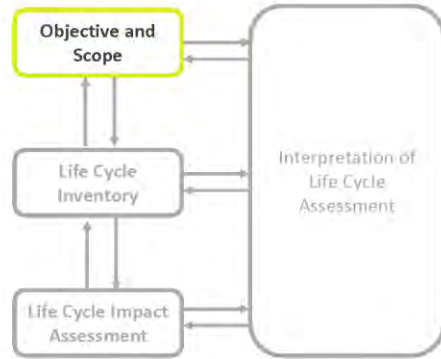 Objective and
Scope
Life Cycle
Inventory
Interpretation of
Life Cycle
Assessment
Life Cycle Impact
Assessment